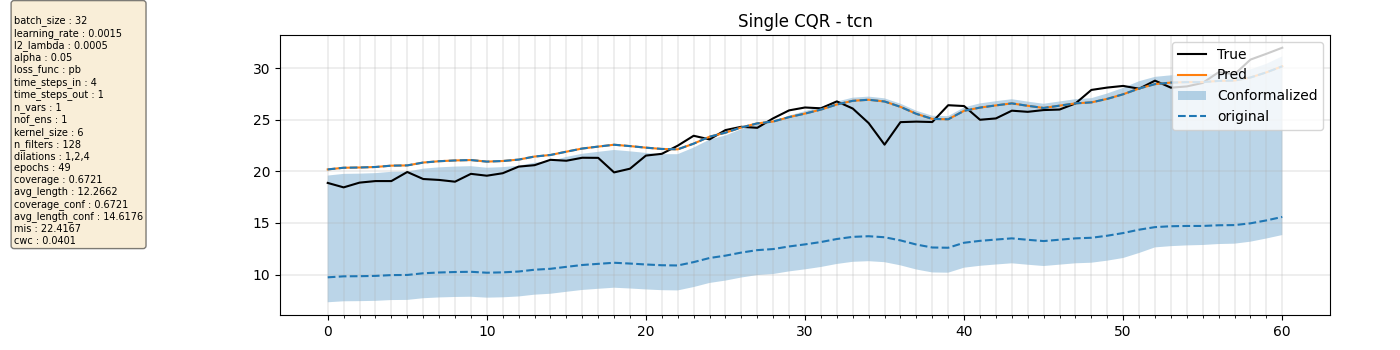 batch_size : 32
learning_rate : 0.0015
l2_lambda : 0.0005
alpha : 0.05
loss_func : pb
time_steps_in : 4
time_steps_out : 1
n_vars : 1
nof_ens : 1
kernel_size : 6
n_filters : 128
dilations : 1,2,4
epochs : 49
coverage : 0.6721
avg_length : 12.2662
coverage_conf : 0.6721
avg_length_conf : 14.6176
mis : 22.4167
cwc : 0.0401
Single CQR - tcn
30
25
20
15
10
True
Pred
Conformalized
original
0 10 20 30 40 50 60